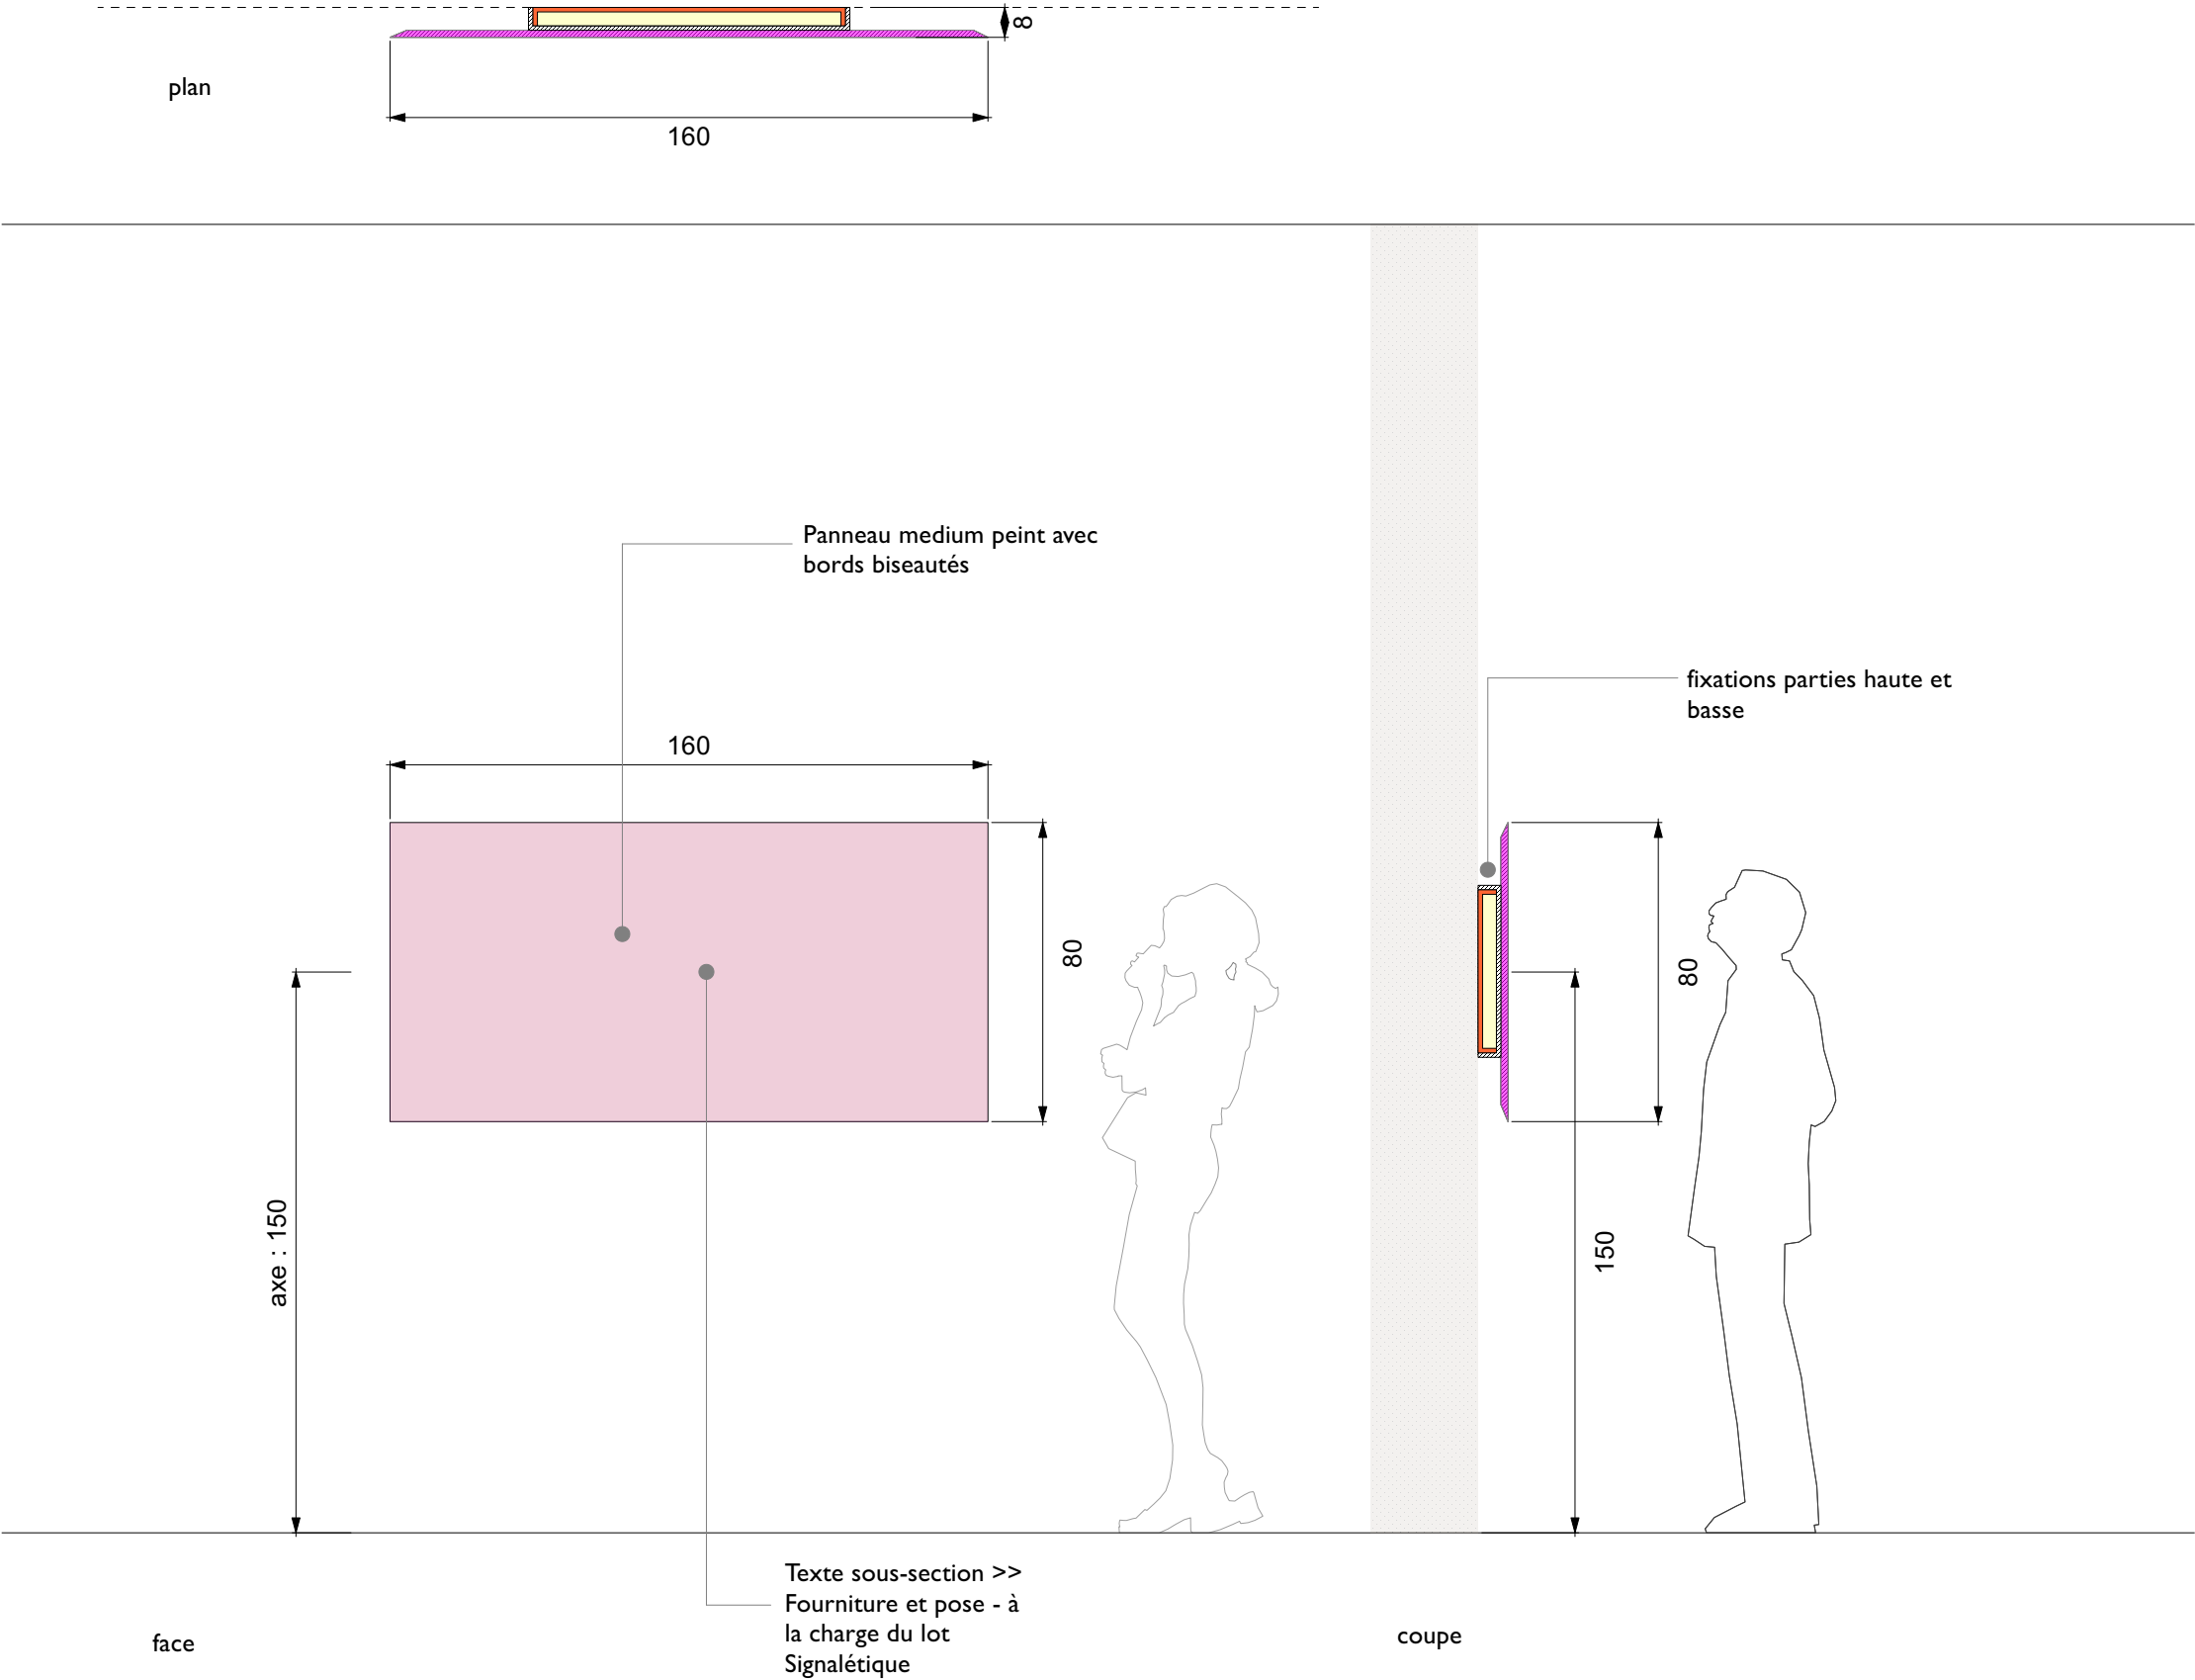 8
plan
160
Panneau medium peint avec
bords biseautés
fixations parties haute et
basse
160
80
80
axe : 150
150
Texte sous-section >>
Fourniture et pose - à
la charge du lot
Signalétique
face
coupe